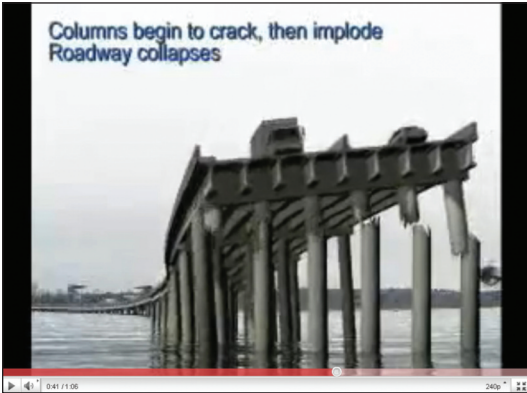 Columns begin to crack, then implode
Roadway collapses
0:41 / 1:06
240p